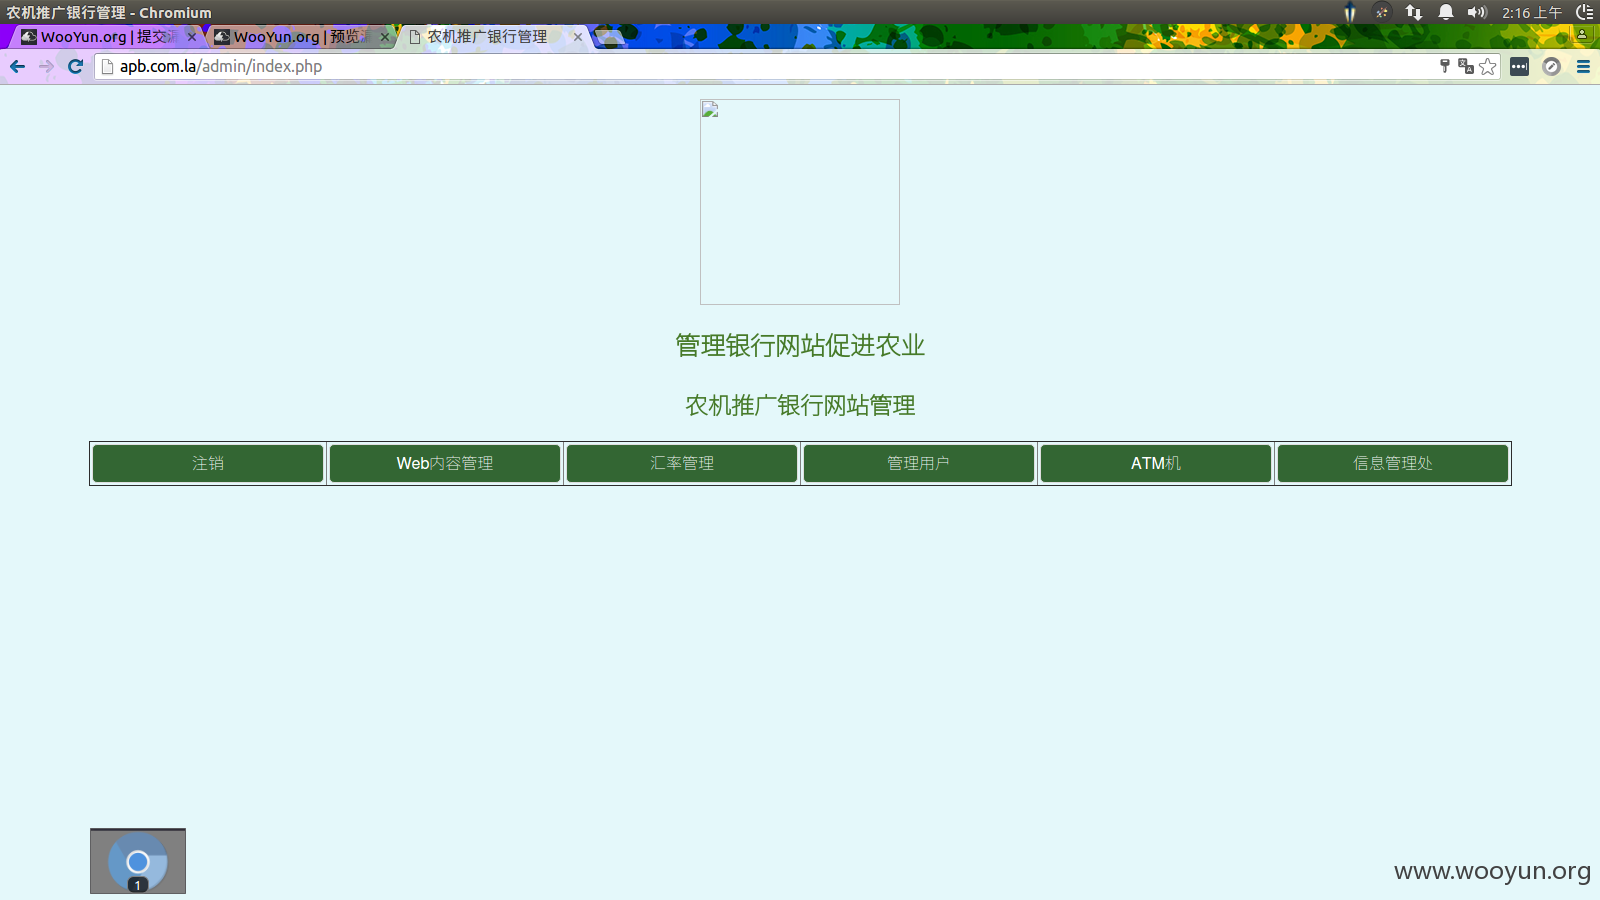 农机推广银行管理 - Chromium
2:16 上午
WooYun.org | 提交漏
WooYun.org | 预览漏
农机推广银行管理
apb.com.la/admin/index.php
管理银行网站促进农业
农机推广银行网站管理
注销
Web内容管理
汇率管理
管理用户
ATM机
信息管理处
1
www.wooyun.org